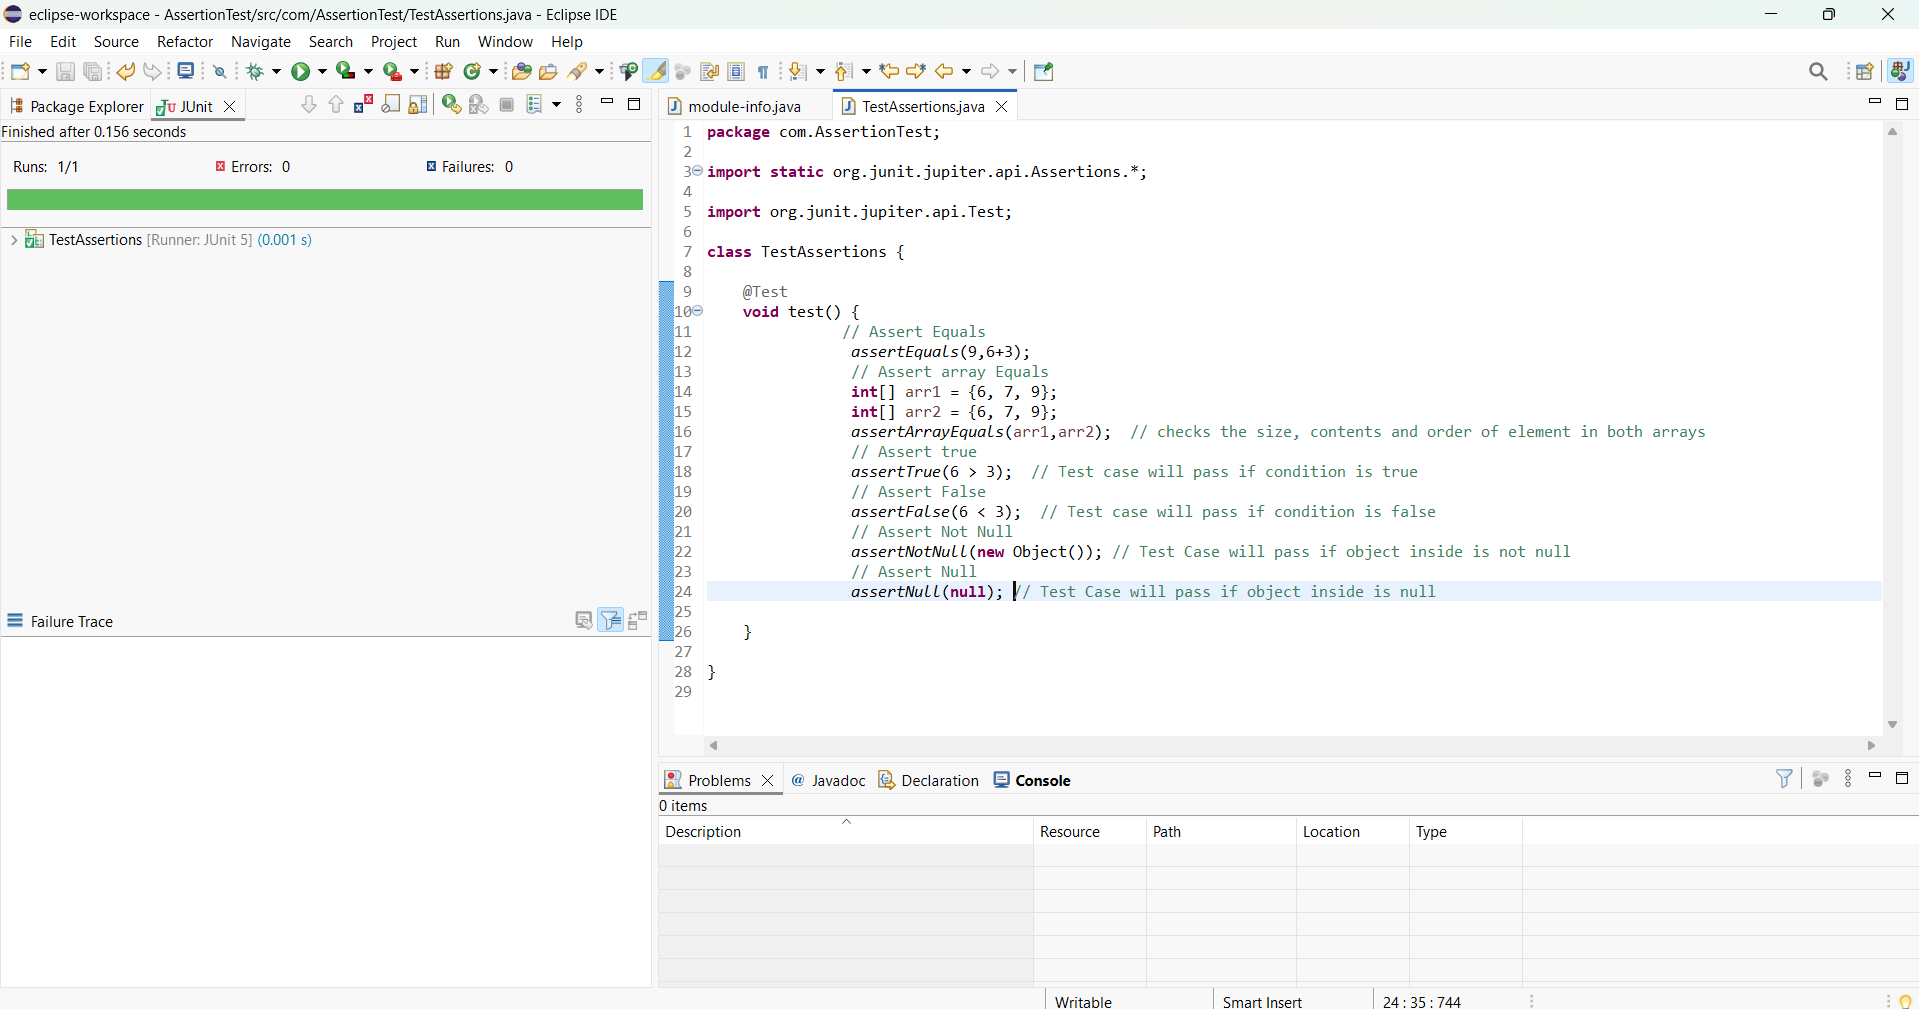 eclipse-workspace - AssertionTest/src/com/AssertionTest/TestAssertions.java - Eclipse IDE
File Edit Source Refactor Navigate Search Project Run Window Help
Package Explorer JUnit
Finished after 0.156 seconds
Runs: 1/1 Errors: 0 Failures: 0
TestAssertions [Runner: JUnit 5] (0.001 s)
Failure Trace
module-info.java TestAssertions.java
1 package com.AssertionTest;
2
3 import static org.junit.jupiter.api.Assertions.*;
4
5 import org.junit.jupiter.api.Test;
6
7 class TestAssertions {
8
9 @Test
10 void test() {
11 // Assert Equals
12 assertEquals(9,6+3);
13 // Assert array Equals
14 int[] arr1 = {6, 7, 9};
15 int[] arr2 = {6, 7, 9};
16 assertArrayEquals(arr1,arr2); // checks the size, contents and order of element in both arrays
17 // Assert true
18 assertTrue(6 > 3); // Test case will pass if condition is true
19 // Assert False
20 assertFalse(6 < 3); // Test case will pass if condition is false
21 // Assert Not Null
22 assertNotNull(new Object()); // Test Case will pass if object inside is not null
23 // Assert Null
24 assertNull(null); // Test Case will pass if object inside is null
25
26 }
27
28 }
29
Problems @ Javadoc Declaration Console
0 items
Description Resource Path Location Type
Writable Smart Insert 24 : 35 : 744